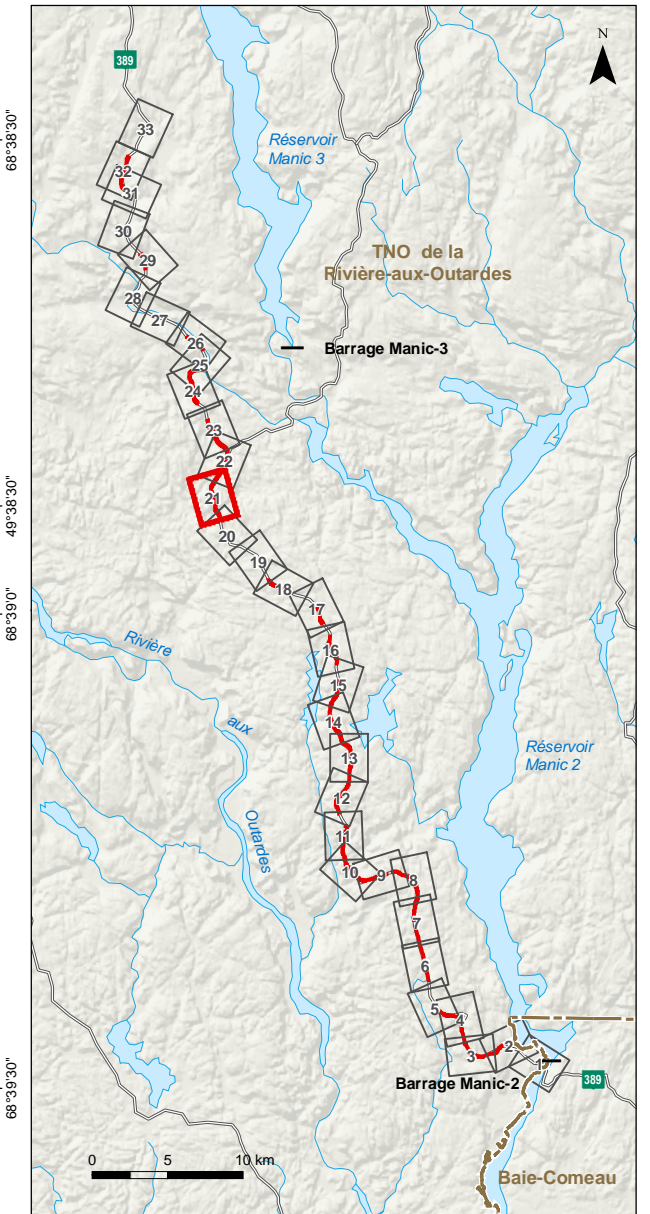 N
389
68°38'30"
33
Réservoir
Manic 3
32
31
TNO de la
Rivière-aux-Outardes
30
29
28
27
26
Barrage Manic-3
25
24
23
22
49°38'30"
21
20
19
18
17
68°39'0"
16
Rivière
aux
Outardes
15
14
13
Réservoir
Manic 2
12
11
10
9
8
7
6
5
4
3
2
1
68°39'30"
Barrage Manic-2
389
0 5 10 km
Baie-Comeau